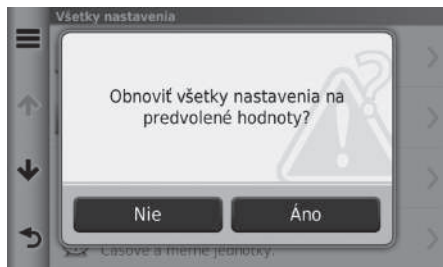 Všetky nastavenia
Obnoviť všetky nastavenia na
predvolené hodnoty?
Nie
Áno
Časové a merné jednotky.